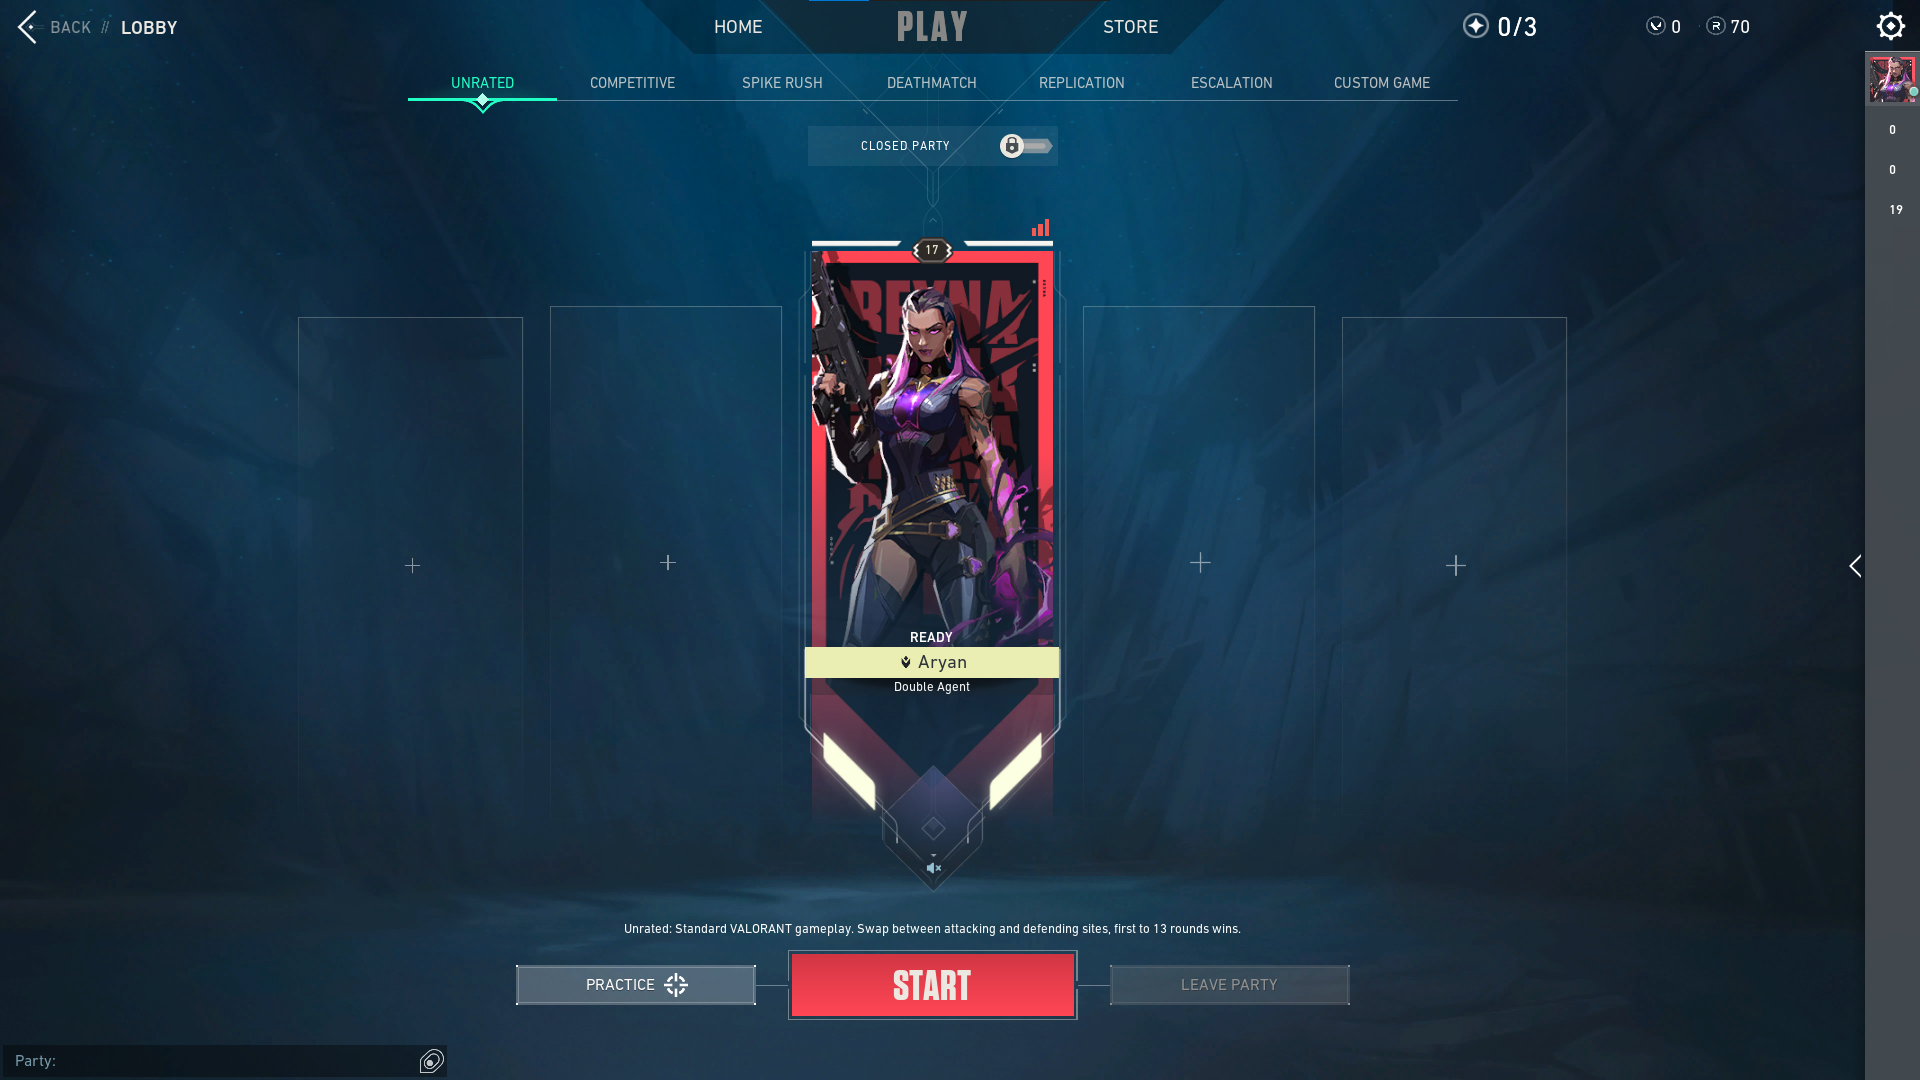 BACK // LOBBY
HOME
PLAY
STORE
0/3
0
70
UNRATED
COMPETITIVE
SPIKE RUSH
DEATHMATCH
REPLICATION
ESCALATION
CUSTOM GAME
CLOSED PARTY
0
0
19
17
REYNA
READY
Aryan
Double Agent
Unrated: Standard VALORANT gameplay. Swap between attacking and defending sites, first to 13 rounds wins.
PRACTICE
START
LEAVE PARTY
Party: